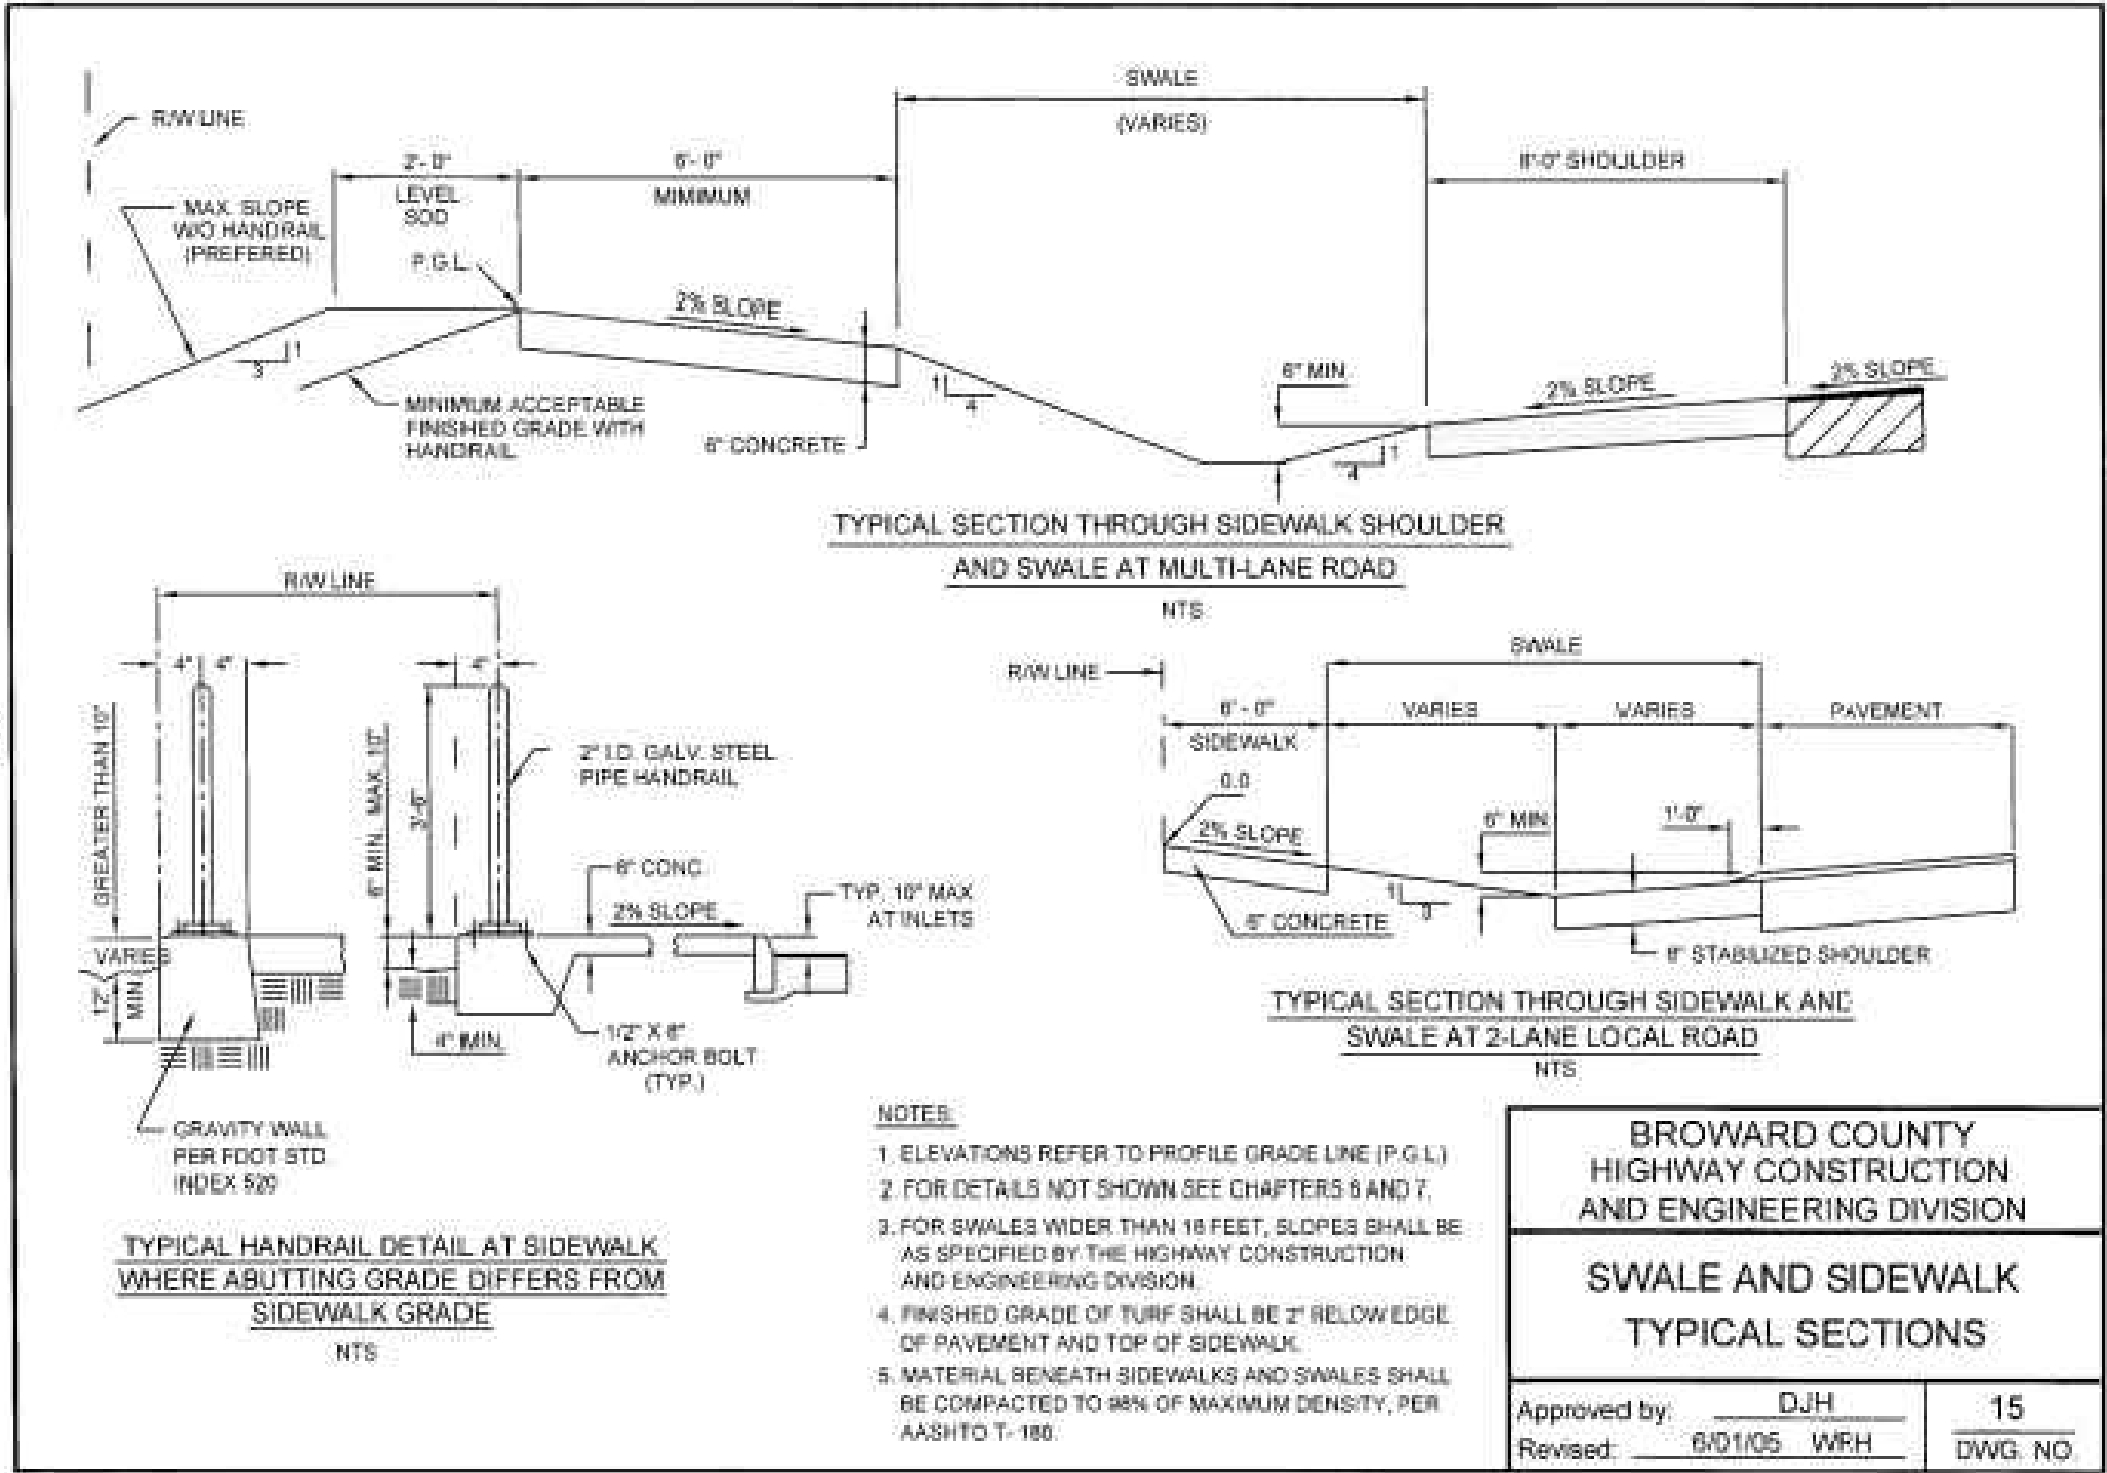 SWALE
(VARIES)
R/W LINE
2'- 0"
LEVEL
SOD
6'- 0"
MIMIMUM
8'-0" SHOULDER
MAX. SLOPE
W/O HANDRAIL
(PREFERED)
P.G.L.
2% SLOPE
1
3
MINIMUM ACCEPTABLE
FINISHED GRADE WITH
HANDRAIL
6" CONCRETE
1
4
6" MIN.
2% SLOPE
2% SLOPE
1
4
TYPICAL SECTION THROUGH SIDEWALK SHOULDER
AND SWALE AT MULTI-LANE ROAD
NTS
R/W LINE
4"
4"
4"
GREATER THAN 10"
6" MIN. MAX. 10"
3'-6"
2" I.D. GALV. STEEL
PIPE HANDRAIL
6" CONC.
2% SLOPE
TYP. 10" MAX
AT INLETS
VARIES
12"
MIN.
MIN.
1/2" X 6"
ANCHOR BOLT
(TYP.)
GRAVITY WALL
PER FDOT STD.
INDEX 520
TYPICAL HANDRAIL DETAIL AT SIDEWALK
WHERE ABUTTING GRADE DIFFERS FROM
SIDEWALK GRADE
NTS
SWALE
R/W LINE
SIDEWALK
VARIES
VARIES
PAVEMENT
0.0
2% SLOPE
6" MIN.
1'-0"
1
3
6" CONCRETE
8" STABILIZED SHOULDER
TYPICAL SECTION THROUGH SIDEWALK AND
SWALE AT 2-LANE LOCAL ROAD
NTS
NOTES:
1. ELEVATIONS REFER TO PROFILE GRADE LINE (P.G.L.)
2. FOR DETAILS NOT SHOWN SEE CHAPTERS 6 AND 7.
3. FOR SWALES WIDER THAN 16 FEET, SLOPES SHALL BE
AS SPECIFIED BY THE HIGHWAY CONSTRUCTION
AND ENGINEERING DIVISION.
4. FINISHED GRADE OF TURF SHALL BE 2" BELOW EDGE
OF PAVEMENT AND TOP OF SIDEWALK.
5. MATERIAL BENEATH SIDEWALKS AND SWALES SHALL
BE COMPACTED TO 98% OF MAXIMUM DENSITY, PER
AASHTO T- 180.
BROWARD COUNTY
HIGHWAY CONSTRUCTION
AND ENGINEERING DIVISION
SWALE AND SIDEWALK
TYPICAL SECTIONS
Approved by: DJH
Revised: 6/01/05 WRH
15
DWG. NO.